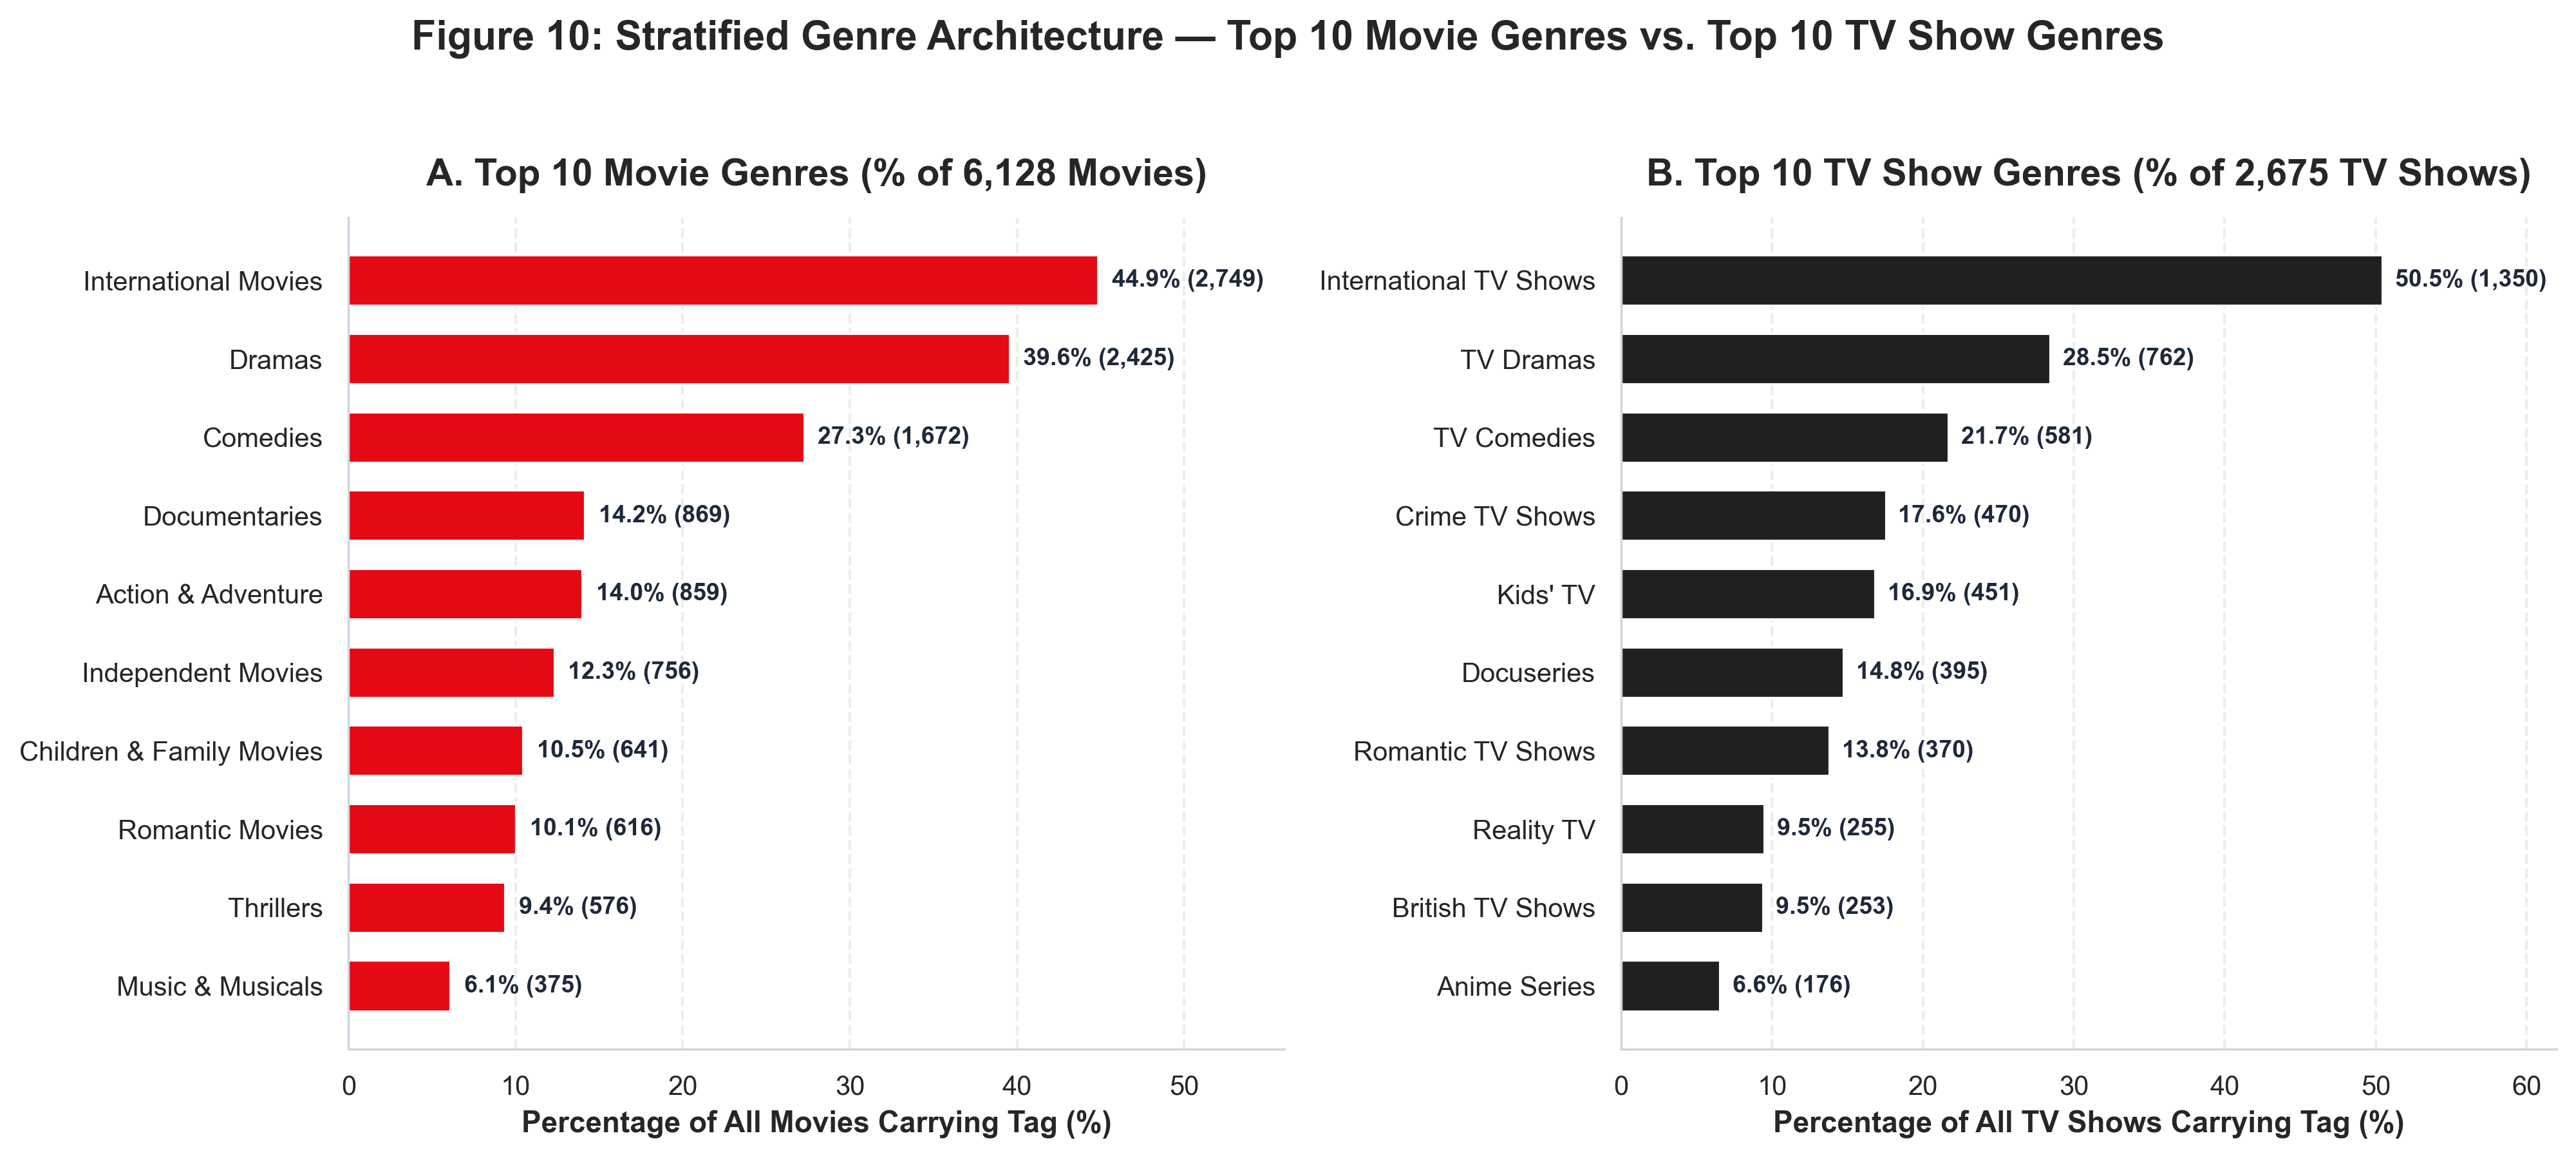 Figure 10: Stratified Genre Architecture — Top 10 Movie Genres vs. Top 10 TV Show Genres
A. Top 10 Movie Genres (% of 6,128 Movies)
International Movies 44.9% (2,749)
Dramas 39.6% (2,425)
Comedies 27.3% (1,672)
Documentaries 14.2% (869)
Action & Adventure 14.0% (859)
Independent Movies 12.3% (756)
Children & Family Movies 10.5% (641)
Romantic Movies 10.1% (616)
Thrillers 9.4% (576)
Music & Musicals 6.1% (375)
0 10 20 30 40 50
Percentage of All Movies Carrying Tag (%)
B. Top 10 TV Show Genres (% of 2,675 TV Shows)
International TV Shows 50.5% (1,350)
TV Dramas 28.5% (762)
TV Comedies 21.7% (581)
Crime TV Shows 17.6% (470)
Kids' TV 16.9% (451)
Docuseries 14.8% (395)
Romantic TV Shows 13.8% (370)
Reality TV 9.5% (255)
British TV Shows 9.5% (253)
Anime Series 6.6% (176)
0 10 20 30 40 50 60
Percentage of All TV Shows Carrying Tag (%)